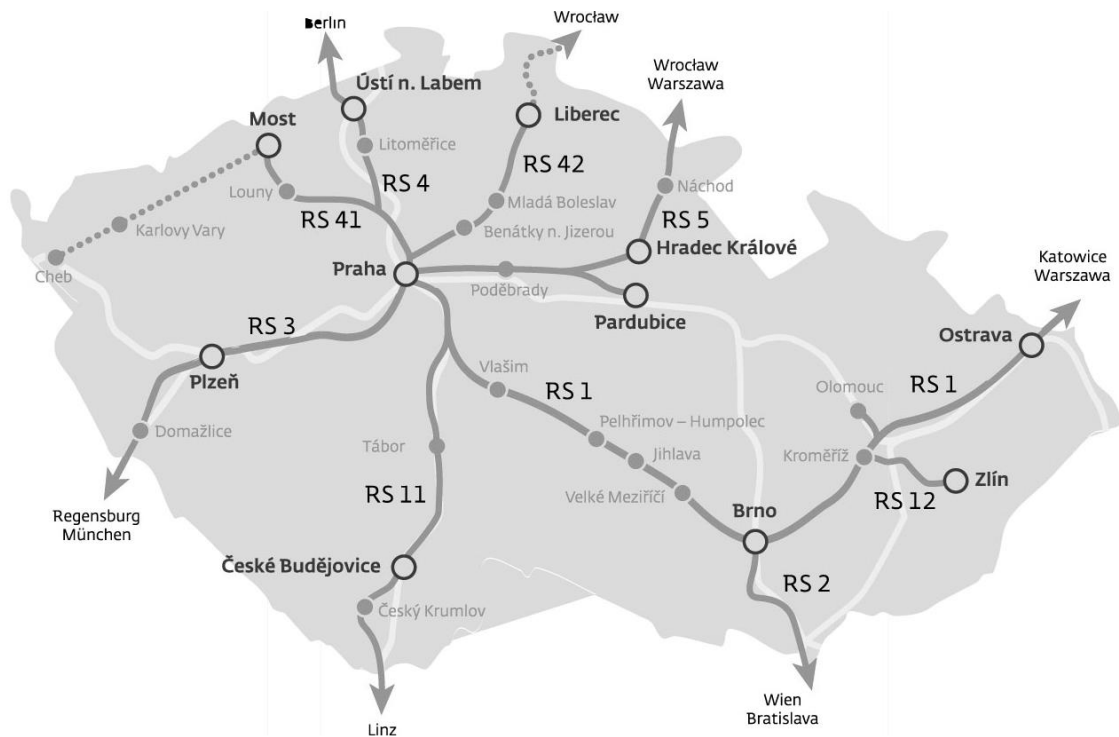 Berlin
Wrocław
Wrocław
Warszawa
Ústí n. Labem
Most
Liberec
Litoměřice
RS 42
RS 4
Louny
Náchod
Mladá Boleslav
RS 41
RS 5
Karlovy Vary
Benátky n. Jizerou
Hradec Králové
Cheb
Praha
Katowice
Warszawa
Poděbrady
Pardubice
RS 3
Ostrava
Plzeň
Vlašim
RS 1
RS 1
Olomouc
Pelhřimov – Humpolec
Domažlice
Tábor
Jihlava
Kroměříž
Zlín
RS 11
Velké Meziříčí
RS 12
Brno
Regensburg
München
České Budějovice
RS 2
Český Krumlov
Wien
Bratislava
Linz